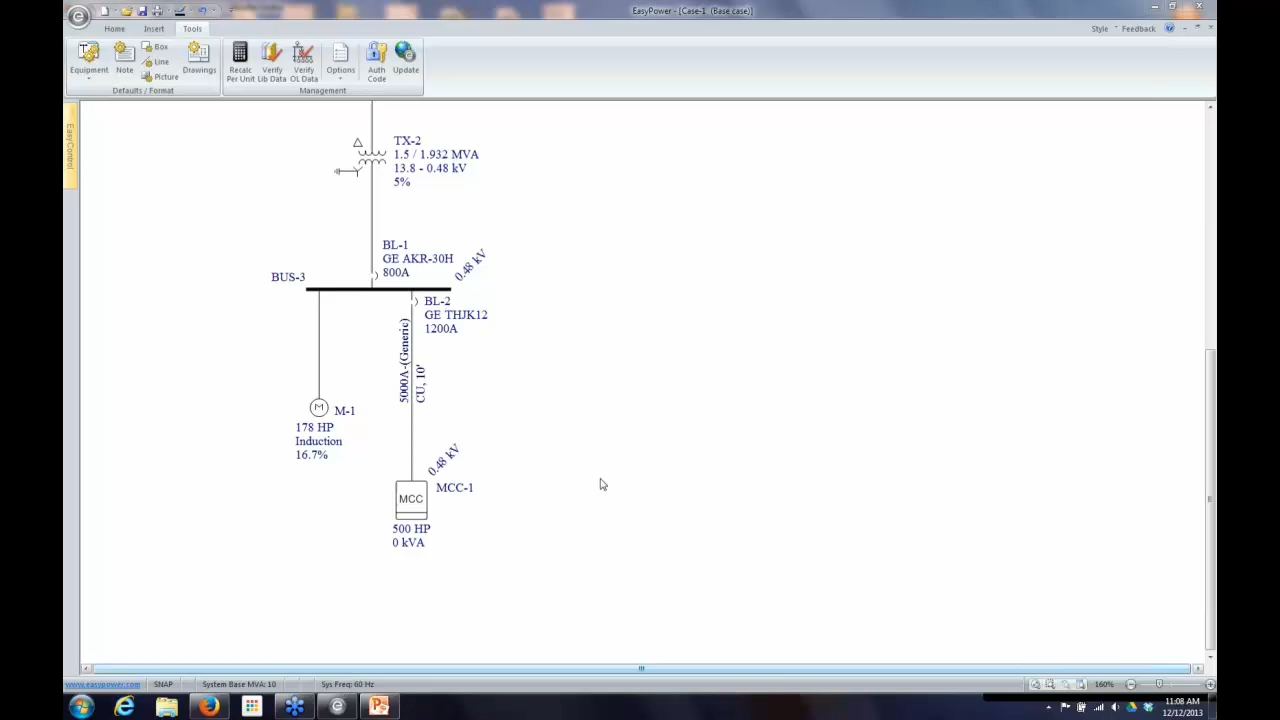 EasyPower - [Case-1 (Base case)]
Home Insert Tools
Style Feedback
Equipment
Note
Box
Line
Picture
Drawings
Recalc Per Unit
Verify Lib Data
Verify OL Data
Options
Auth Code
Update
Defaults / Format
Management
EasyControl
TX-2
1.5 / 1.932 MVA
13.8 - 0.48 kV
5%
BL-1
GE AKR-30H
800A
0.48 kV
BUS-3
BL-2
GE THJK12
1200A
5000A-(Generic)
CU, 10'
M
M-1
178 HP
Induction
16.7%
0.48 kV
MCC
MCC-1
500 HP
0 kVA
www.easypower.com SNAP System Base MVA: 10 Sys Freq: 60 Hz 160%
11:08 AM
12/12/2013